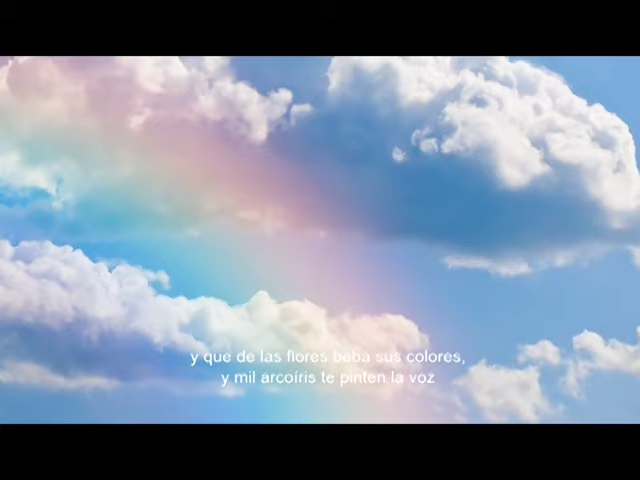 y que de las flores beba sus colores,
y mil arcoíris te pinten la voz